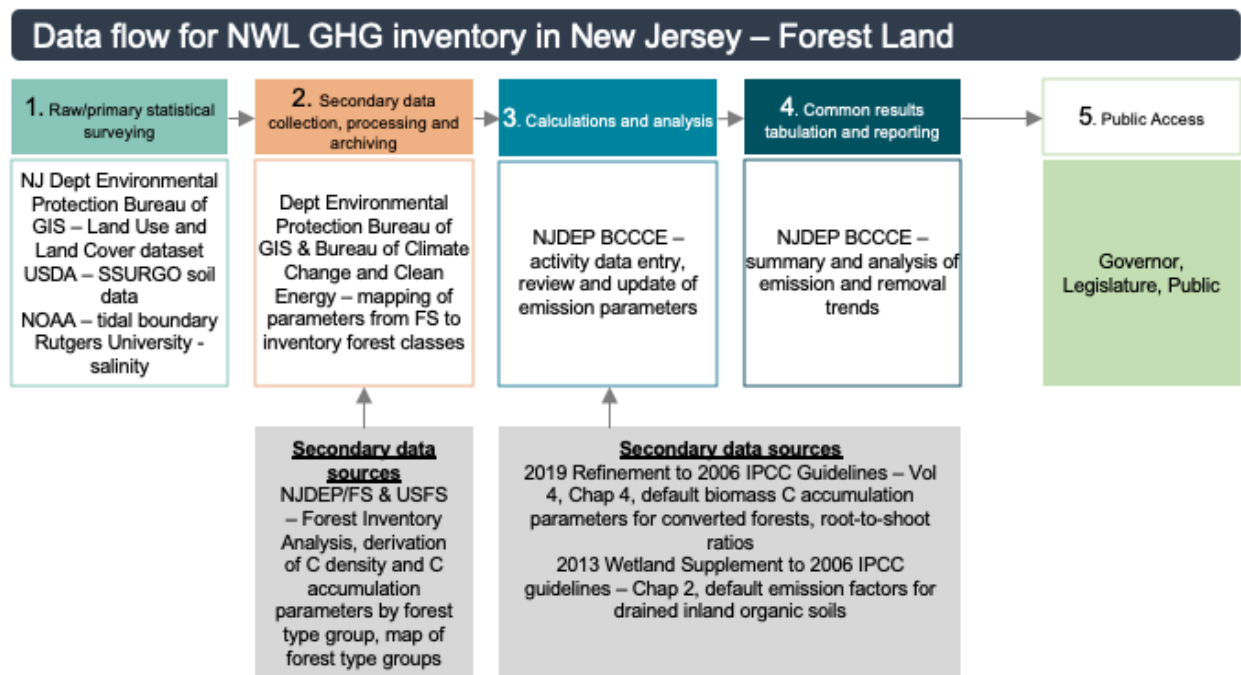 Data flow for NWL GHG inventory in New Jersey – Forest Land
1. Raw/primary statistical
surveying
2. Secondary data
collection, processing and
archiving
3. Calculations and analysis
4. Common results
tabulation and reporting
5. Public Access
NJ Dept Environmental
Protection Bureau of
GIS – Land Use and
Land Cover dataset
USDA – SSURGO soil
data
NOAA – tidal boundary
Rutgers University -
salinity
Dept Environmental
Protection Bureau of
GIS & Bureau of Climate
Change and Clean
Energy – mapping of
parameters from FS to
inventory forest classes
NJDEP BCCCE –
activity data entry,
review and update of
emission parameters
NJDEP BCCCE –
summary and analysis of
emission and removal
trends
Governor,
Legislature, Public
Secondary data
sources
NJDEP/FS & USFS
– Forest Inventory
Analysis, derivation
of C density and C
accumulation
parameters by forest
type group, map of
forest type groups
Secondary data sources
2019 Refinement to 2006 IPCC Guidelines – Vol
4, Chap 4, default biomass C accumulation
parameters for converted forests, root-to-shoot
ratios
2013 Wetland Supplement to 2006 IPCC
guidelines – Chap 2, default emission factors for
drained inland organic soils